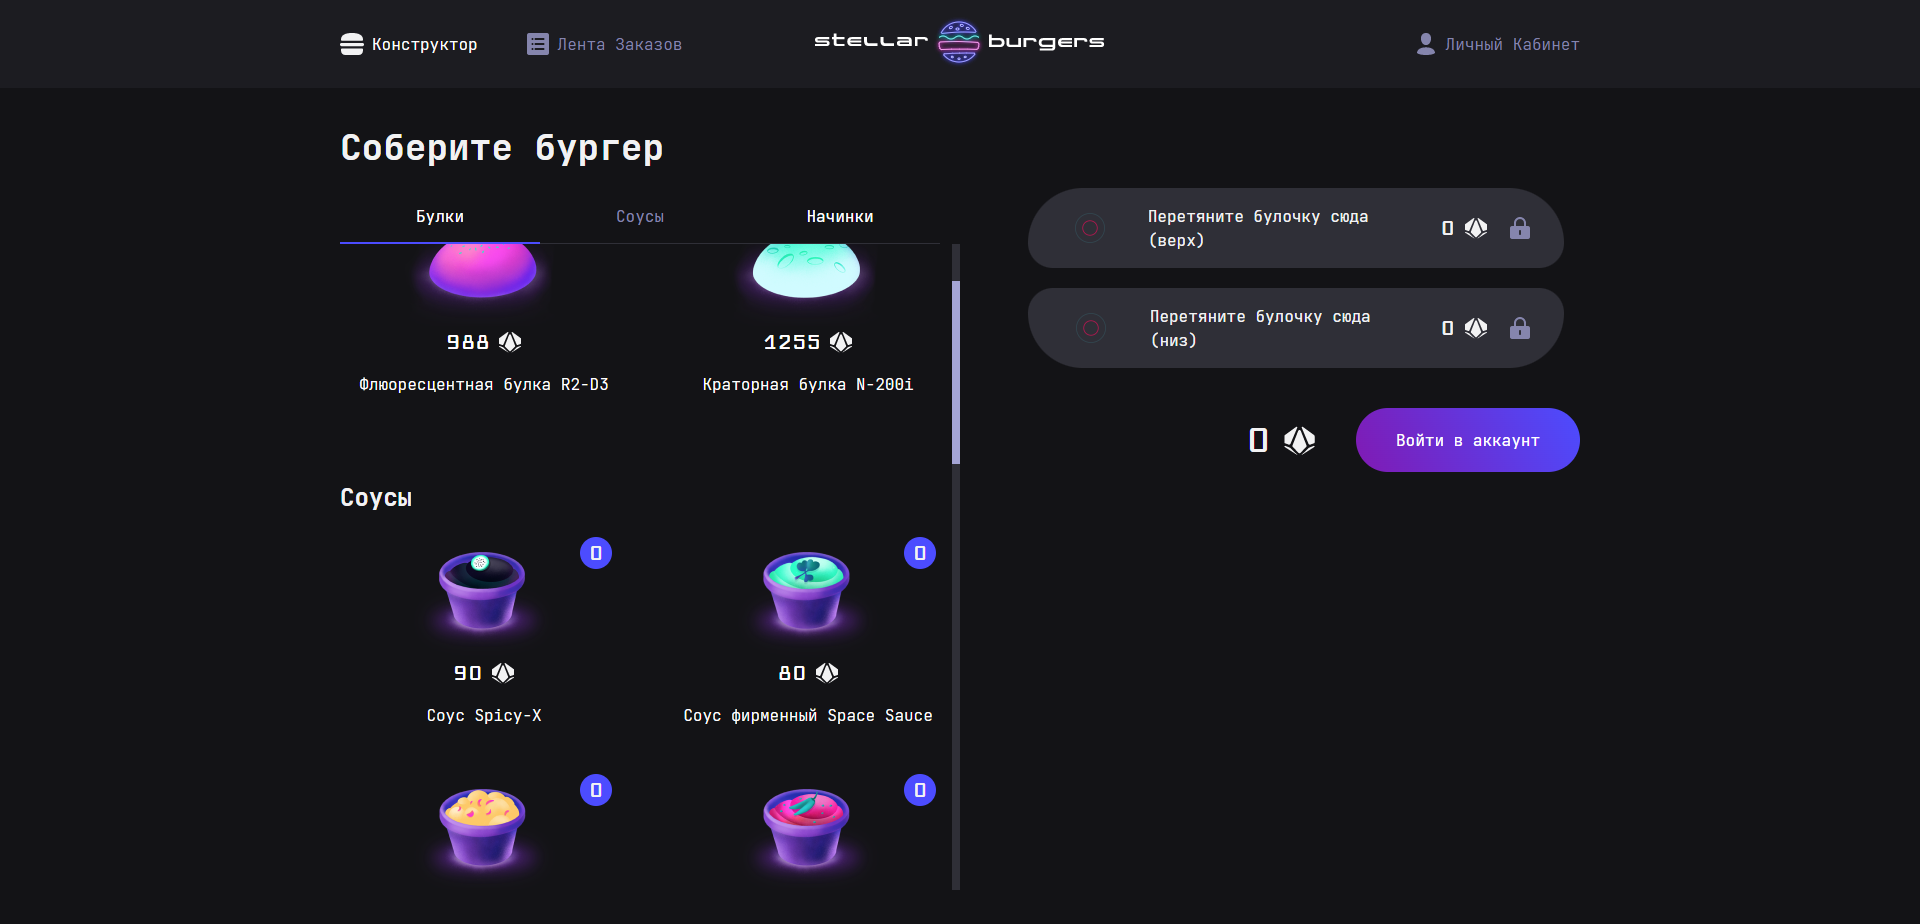 Конструктор
Лента Заказов
stellar burgers
Личный Кабинет
Соберите бургер
Булки
Соусы
Начинки
988
1255
Флюоресцентная булка R2-D3
Краторная булка N-200i
Соусы
0
0
90
80
Соус Spicy-X
Соус фирменный Space Sauce
0
0
Перетяните булочку сюда
(верх)
0
Перетяните булочку сюда
(низ)
0
0
Войти в аккаунт